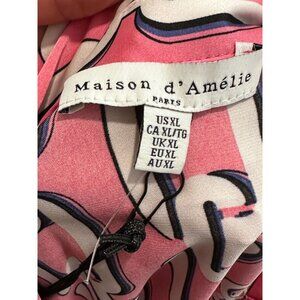 Maison d'Amélie
PARIS
US XL
CA XL/TG
UK XL
EU XL
AU XL